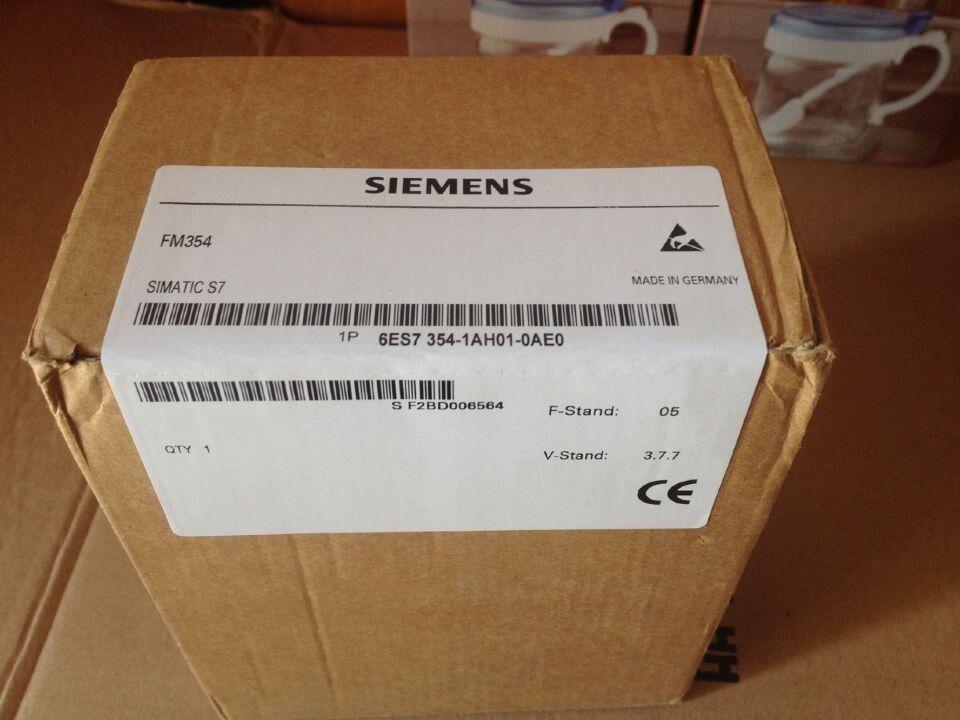 SIEMENS
FM354
SIMATIC S7
MADE IN GERMANY
1P 6ES7 354-1AH01-0AE0
S F2BD006564
F-Stand: 05
QTY 1
V-Stand: 3.7.7
CE